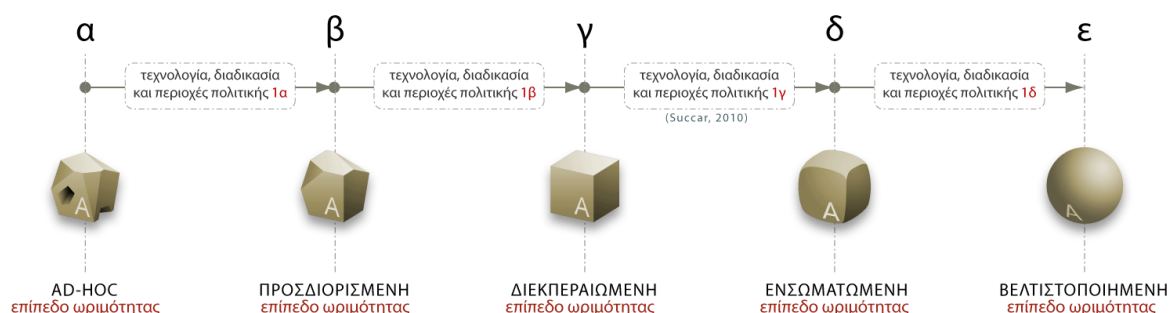 α β γ δ ε
τεχνολογία, διαδικασία
και περιοχές πολιτικής 1α
τεχνολογία, διαδικασία
και περιοχές πολιτικής 1β
τεχνολογία, διαδικασία
και περιοχές πολιτικής 1γ
(Succar, 2010)
τεχνολογία, διαδικασία
και περιοχές πολιτικής 1δ
A
A
A
A
A
AD-HOC
επίπεδο ωριμότητας
ΠΡΟΣΔΙΟΡΙΣΜΕΝΗ
επίπεδο ωριμότητας
ΔΙΕΚΠΕΡΑΙΩΜΕΝΗ
επίπεδο ωριμότητας
ΕΝΣΩΜΑΤΩΜΕΝΗ
επίπεδο ωριμότητας
ΒΕΛΤΙΣΤΟΠΟΙΗΜΕΝΗ
επίπεδο ωριμότητας